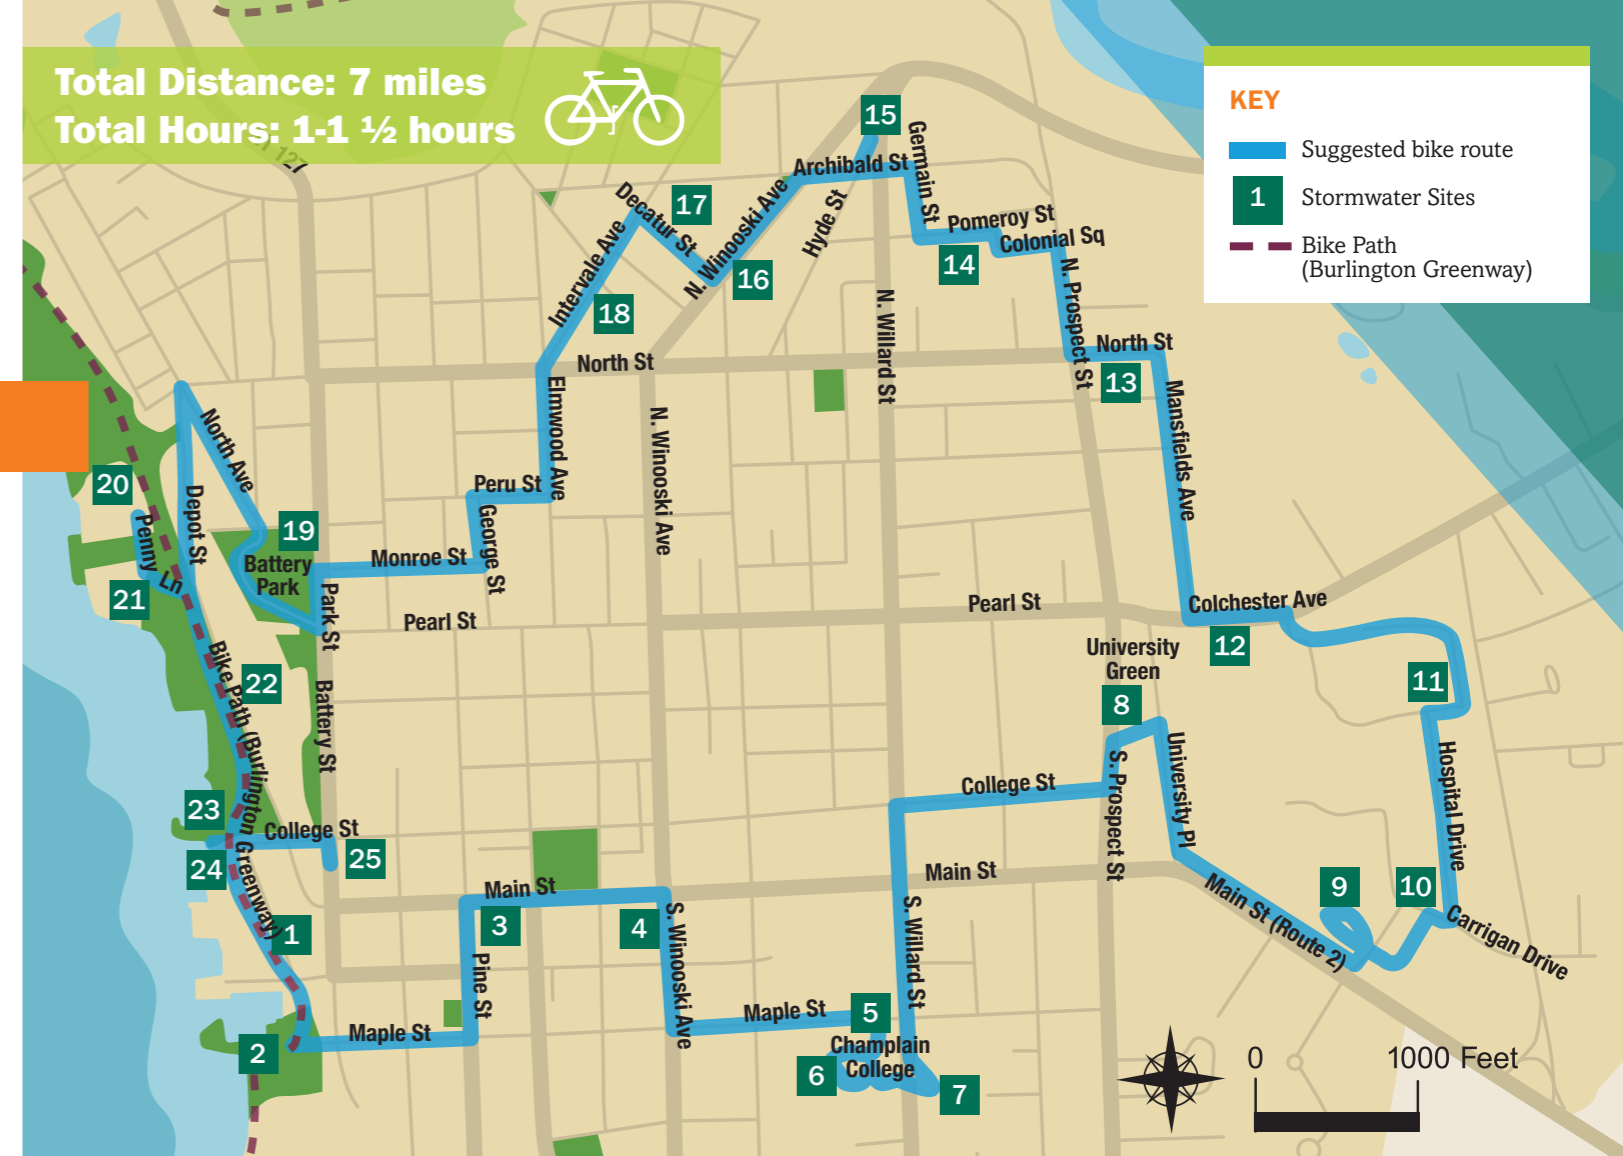 Total Distance: 7 miles
Total Hours: 1-1 ½ hours
127
KEY
Suggested bike route
1
Stormwater Sites
Bike Path
(Burlington Greenway)
15
Germain St
Archibald St
Decatur St
17
N. Winooski Ave
Hyde St
Pomeroy St
Colonial Sq
14
16
Intervale Ave
18
N. Prospect St
N. Willard St
North St
North St
13
Elmwood Ave
Mansfields Ave
North Ave
N. Winooski Ave
20
Depot St
Penny Ln
Peru St
George St
19
Battery
Park
Monroe St
21
Park St
Pearl St
Pearl St
Colchester Ave
12
University
Green
11
8
22
Bike Path (Burlington Greenway)
Battery St
University Pl
S. Prospect St
Hospital Drive
College St
23
College St
25
24
Main St
Main St
Main St (Route 2)
9
10
Carrigan Drive
1
3
4
S. Winooski Ave
S. Willard St
Pine St
Maple St
5
Maple St
2
Champlain
College
6
7
0
1000 Feet